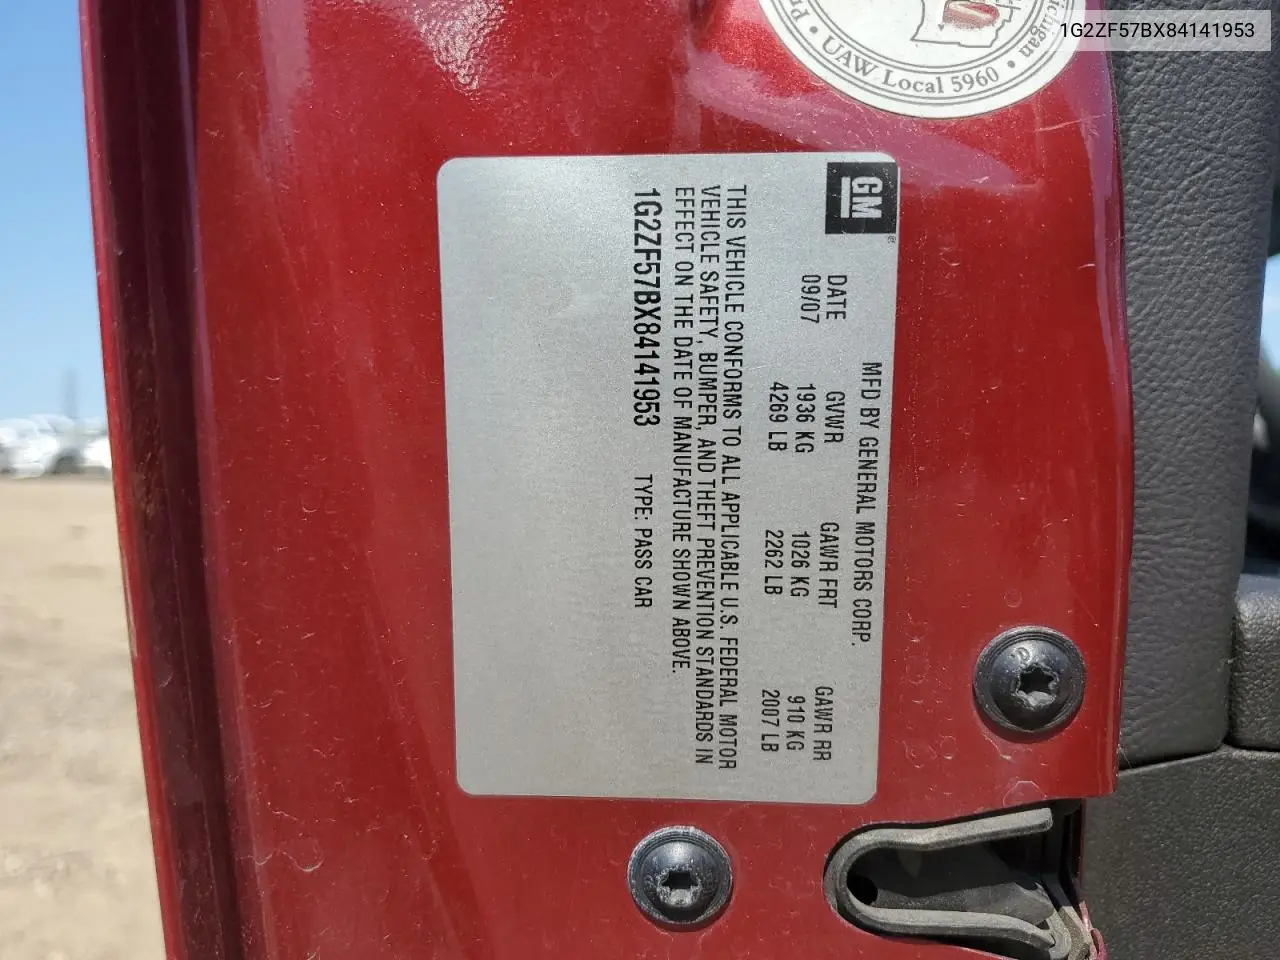 1G2ZF57BX84141953
Pr
ichigan
• UAW Local 5960 •
GM
®
MFD BY GENERAL MOTORS CORP.
DATE GVWR GAWR FRT GAWR RR
09/07 1936 KG 1026 KG 910 KG
4269 LB 2262 LB 2007 LB
THIS VEHICLE CONFORMS TO ALL APPLICABLE U.S. FEDERAL MOTOR
VEHICLE SAFETY, BUMPER, AND THEFT PREVENTION STANDARDS IN
EFFECT ON THE DATE OF MANUFACTURE SHOWN ABOVE.
1G2ZF57BX84141953 TYPE: PASS CAR